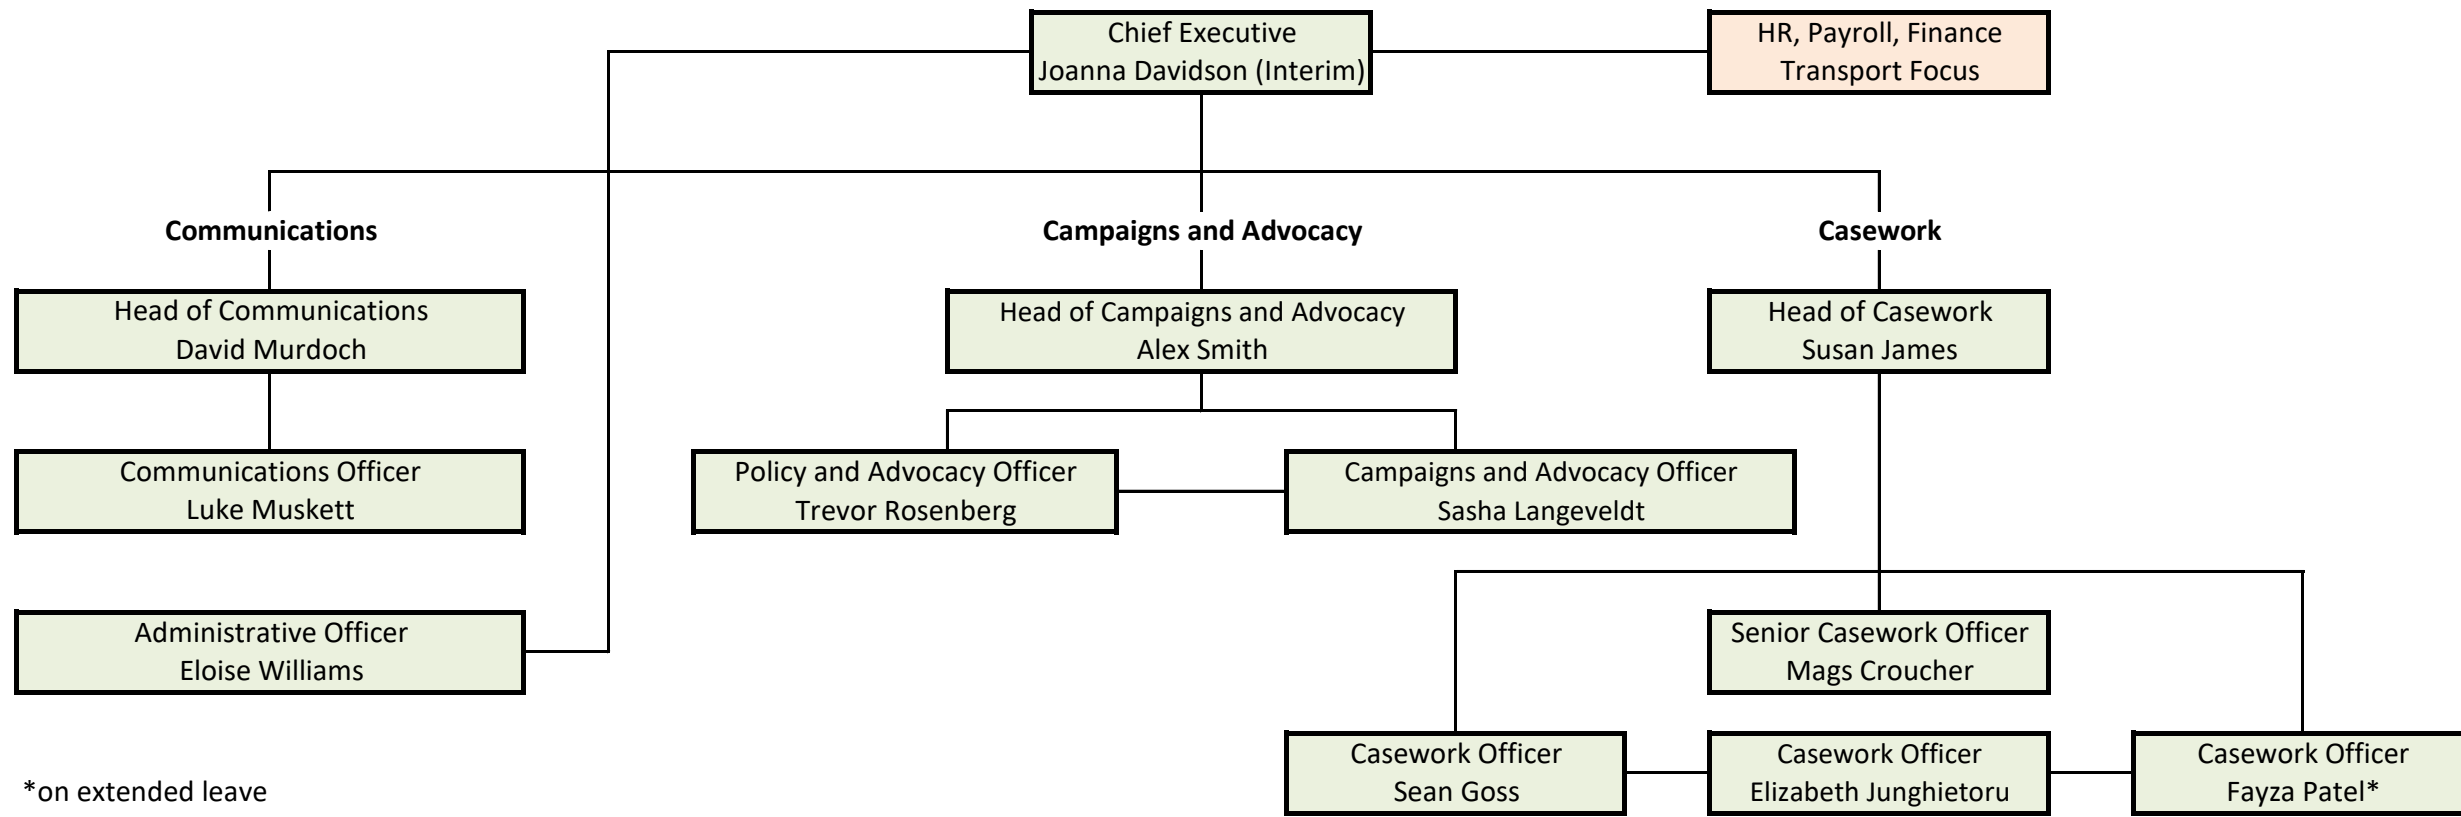 Chief Executive
Joanna Davidson (Interim)
HR, Payroll, Finance
Transport Focus
Communications
Campaigns and Advocacy
Casework
Head of Communications
David Murdoch
Head of Campaigns and Advocacy
Alex Smith
Head of Casework
Susan James
Communications Officer
Luke Muskett
Policy and Advocacy Officer
Trevor Rosenberg
Campaigns and Advocacy Officer
Sasha Langeveldt
Administrative Officer
Eloise Williams
Senior Casework Officer
Mags Croucher
Casework Officer
Sean Goss
Casework Officer
Elizabeth Junghietoru
Casework Officer
Fayza Patel*
*on extended leave